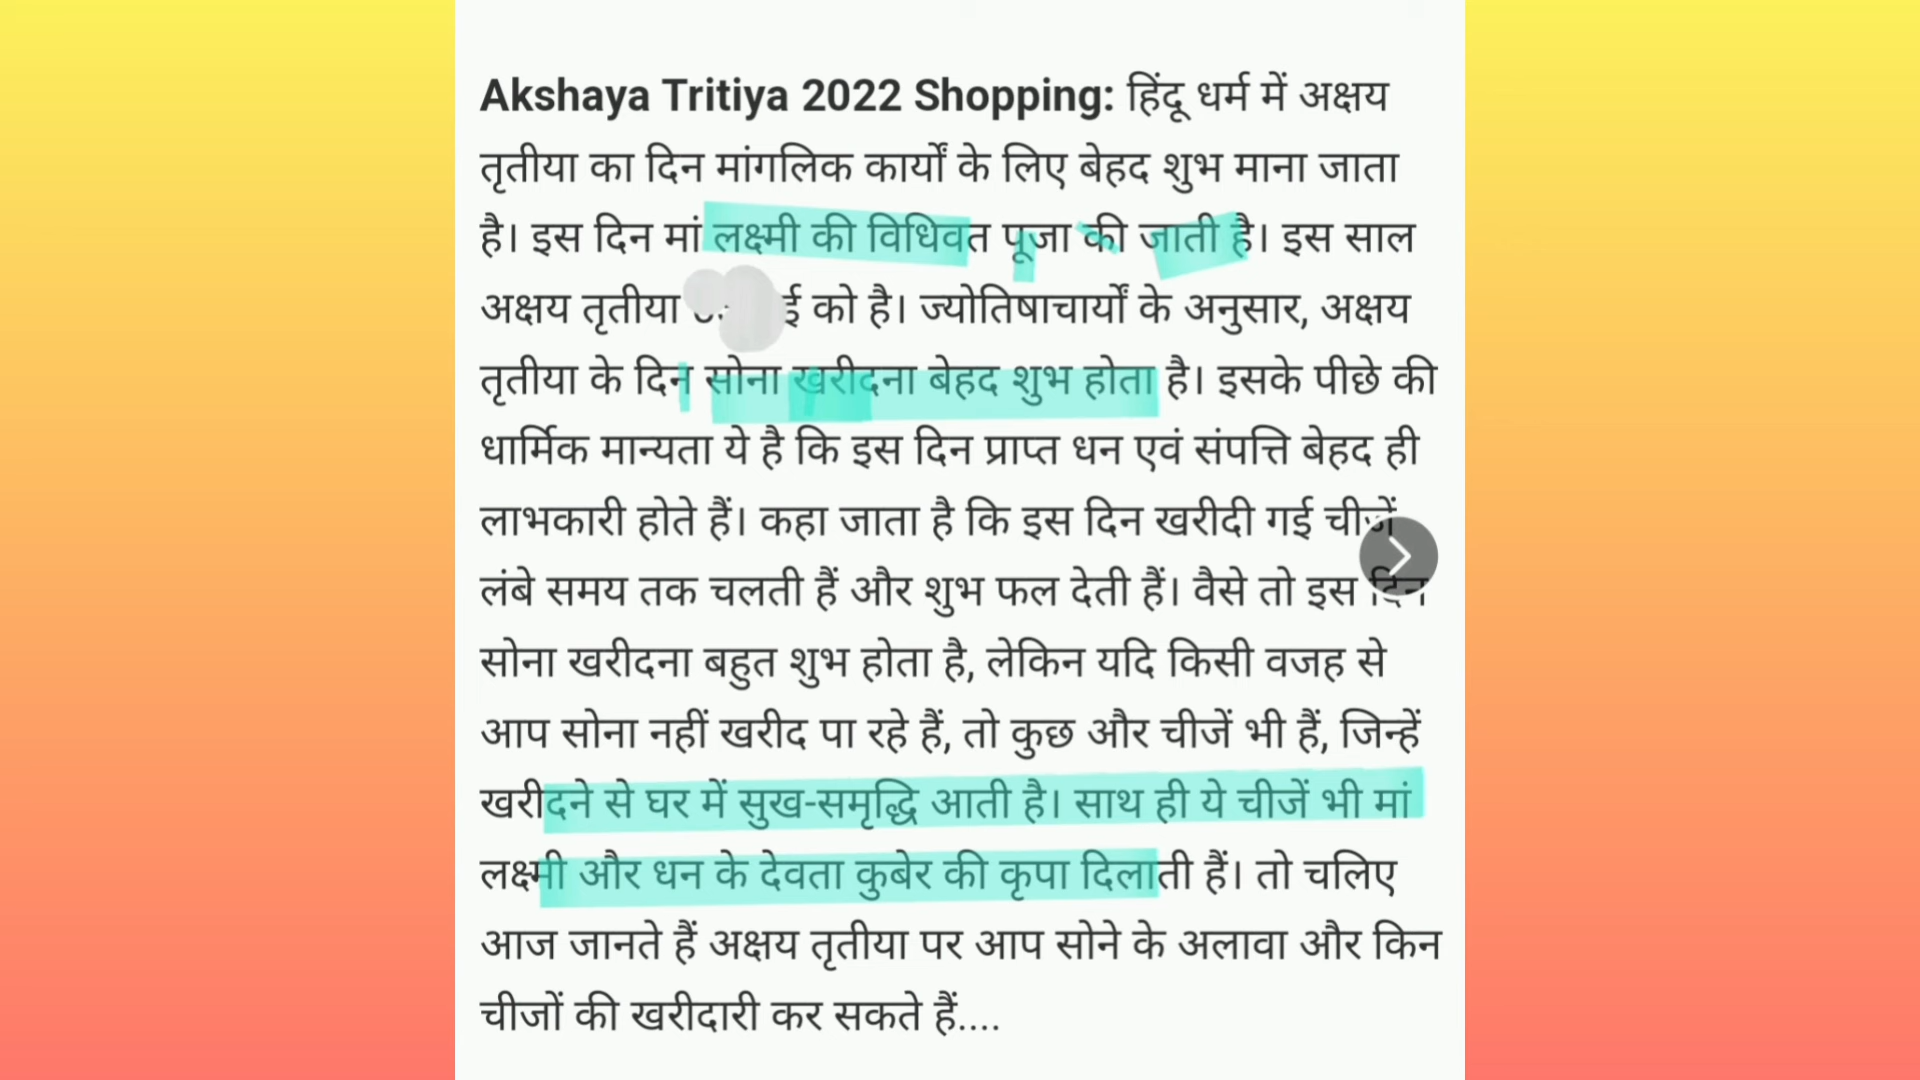 Akshaya Tritiya 2022 Shopping: हिंदू धर्म में अक्षय
तृतीया का दिन मांगलिक कार्यों के लिए बेहद शुभ माना जाता
है। इस दिन मां लक्ष्मी की विधिवत पूजा की जाती है। इस साल
अक्षय तृतीया को है। ज्योतिषाचार्यों के अनुसार, अक्षय
तृतीया के दिन सोना खरीदना बेहद शुभ होता है। इसके पीछे की
धार्मिक मान्यता ये है कि इस दिन प्राप्त धन एवं संपत्ति बेहद ही
लाभकारी होते हैं। कहा जाता है कि इस दिन खरीदी गई चीजें
लंबे समय तक चलती हैं और शुभ फल देती हैं। वैसे तो इस दिन
सोना खरीदना बहुत शुभ होता है, लेकिन यदि किसी वजह से
आप सोना नहीं खरीद पा रहे हैं, तो कुछ और चीजें भी हैं, जिन्हें
खरीदने से घर में सुख-समृद्धि आती है। साथ ही ये चीजें भी मां
लक्ष्मी और धन के देवता कुबेर की कृपा दिलाती हैं। तो चलिए
आज जानते हैं अक्षय तृतीया पर आप सोने के अलावा और किन
चीजों की खरीदारी कर सकते हैं....